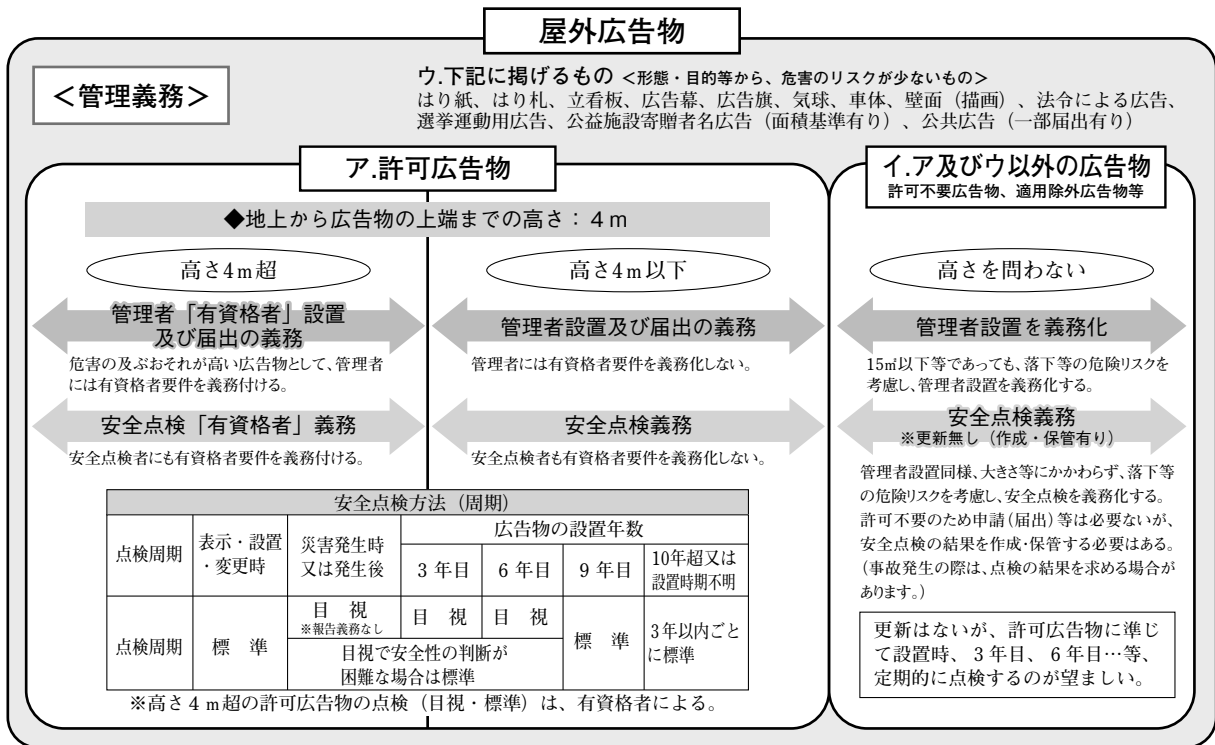 屋外広告物
＜管理義務＞
ウ.下記に掲げるもの ＜形態・目的等から、危害のリスクが少ないもの＞
はり紙、はり札、立看板、広告幕、広告旗、気球、車体、壁面（描画）、法令による広告、
選挙運動用広告、公益施設寄贈者名広告（面積基準有り）、公共広告（一部届出有り）
ア.許可広告物
◆地上から広告物の上端までの高さ：４ｍ
高さ4ｍ超
管理者「有資格者」設置
及び届出の義務
危害の及ぶおそれが高い広告物として、管理者
には有資格者要件を義務付ける。
安全点検「有資格者」義務
安全点検者にも有資格者要件を義務付ける。
高さ4ｍ以下
管理者設置及び届出の義務
管理者には有資格者要件を義務化しない。
安全点検義務
安全点検者も有資格者要件を義務化しない。
安全点検方法（周期）
点検周期
表示・設置
・変更時
災害発生時
又は発生後
広告物の設置年数
3 年目
6 年目
9 年目
10年超又は
設置時期不明
点検周期
標　準
目　視
※報告義務なし
目　視
目　視
目視で安全性の判断が
困難な場合は標準
標　準
3年以内ごと
に標準
※高さ４ｍ超の許可広告物の点検（目視・標準）は、有資格者による。
イ.ア及びウ以外の広告物
許可不要広告物、適用除外広告物等
高さを問わない
管理者設置を義務化
15㎡以下等であっても、落下等の危険リスクを
考慮し、管理者設置を義務化する。
安全点検義務
※更新無し（作成・保管有り）
管理者設置同様、大きさ等にかかわらず、落下等
の危険リスクを考慮し、安全点検を義務化する。
許可不要のため申請（届出）等は必要ないが、
安全点検の結果を作成・保管する必要はある。
（事故発生の際は、点検の結果を求める場合が
あります。）
更新はないが、許可広告物に準じ
て設置時、３年目、６年目…等、
定期的に点検するのが望ましい。